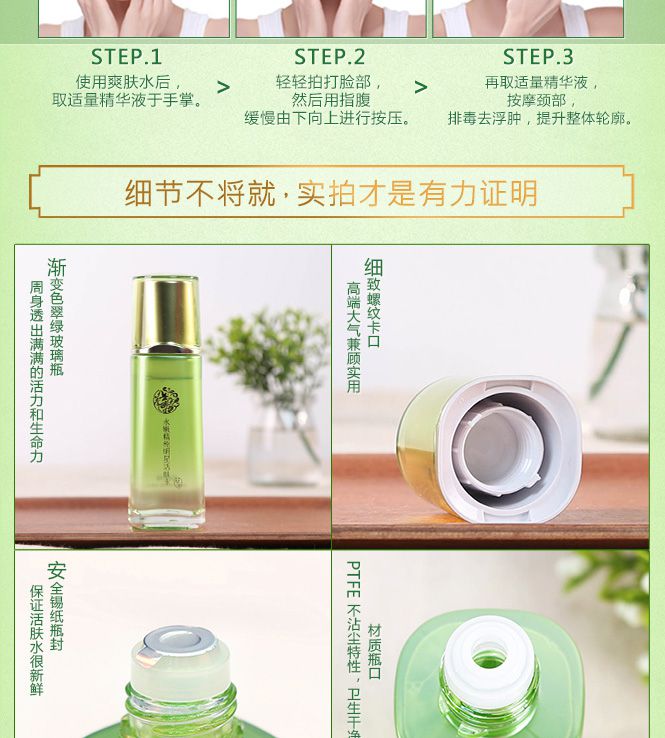 STEP.1
使用爽肤水后，
取适量精华液于手掌。
>
STEP.2
轻轻拍打脸部，
然后用指腹
缓慢由下向上进行按压。
>
STEP.3
再取适量精华液，
按摩颈部，
排毒去浮肿，提升整体轮廓。
细节不将就，实拍才是有力证明
渐变色翠绿玻璃瓶
周身透出满满的活力和生命力
细致螺纹卡口
高端大气兼顾实用
安全锡纸瓶封
保证活肤水很新鲜
PTFE 材质瓶口
不沾尘特性，卫生干净